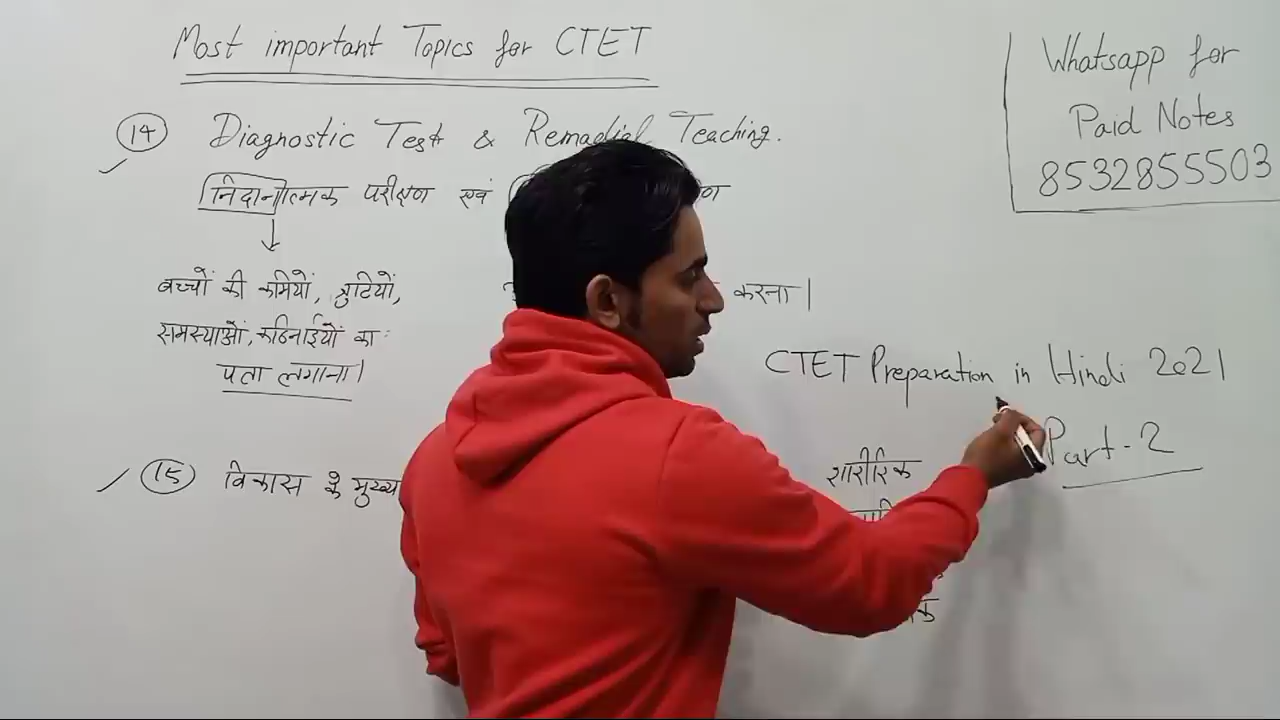 Most important Topics for CTET
Whatsapp for
Paid Notes
8532855503
14 Diagnostic Test & Remadial Teaching.
निदानात्मक परीक्षण एवं
बच्चों की कमियों, त्रुटियों,
समस्याओं, कठिनाईयों का
पता लगाना।
करना।
CTET Preparation in Hindi 2021
Part-2
15 विकास के मुख्य
शारीरिक